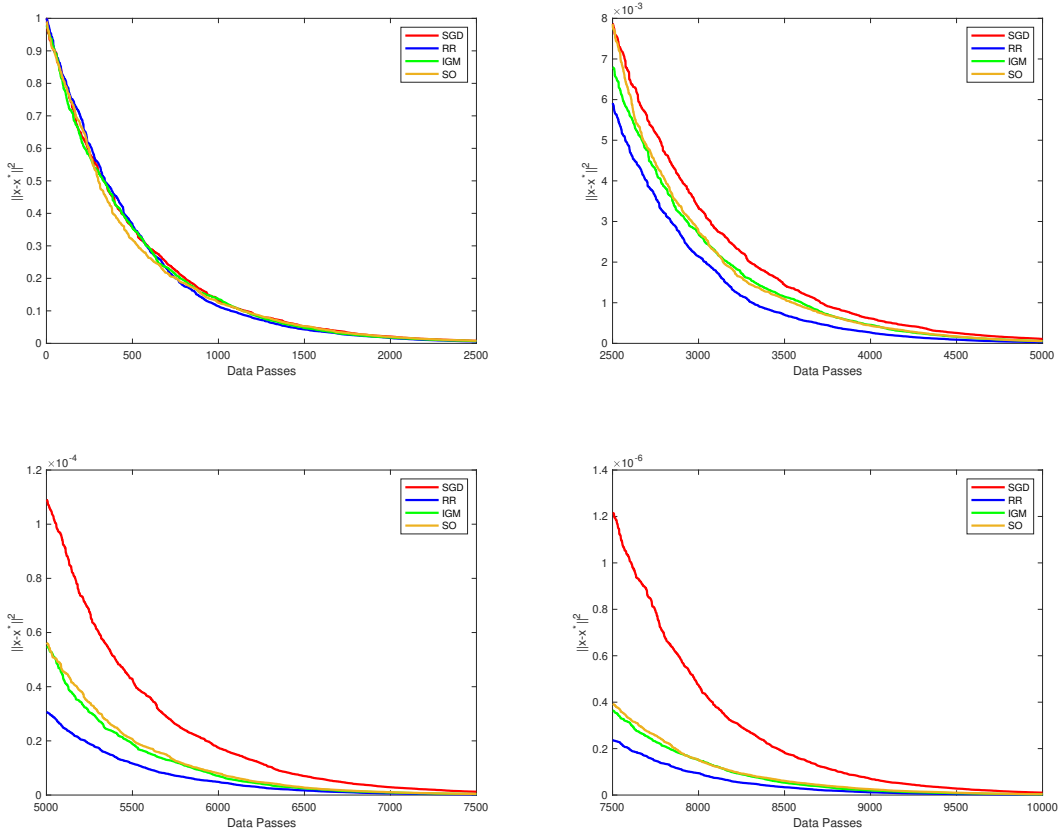 1
0.9
0.8
0.7
0.6
0.5
0.4
0.3
0.2
0.1
0
||x-x*||²
0 500 1000 1500 2000 2500
Data Passes
SGD
RR
IGM
SO
×10⁻³
8
7
6
5
4
3
2
1
0
||x-x*||²
2500 3000 3500 4000 4500 5000
Data Passes
SGD
RR
IGM
SO
×10⁻⁴
1.2
1
0.8
0.6
0.4
0.2
0
||x-x*||²
5000 5500 6000 6500 7000 7500
Data Passes
SGD
RR
IGM
SO
×10⁻⁶
1.4
1.2
1
0.8
0.6
0.4
0.2
0
||x-x*||²
7500 8000 8500 9000 9500 10000
Data Passes
SGD
RR
IGM
SO